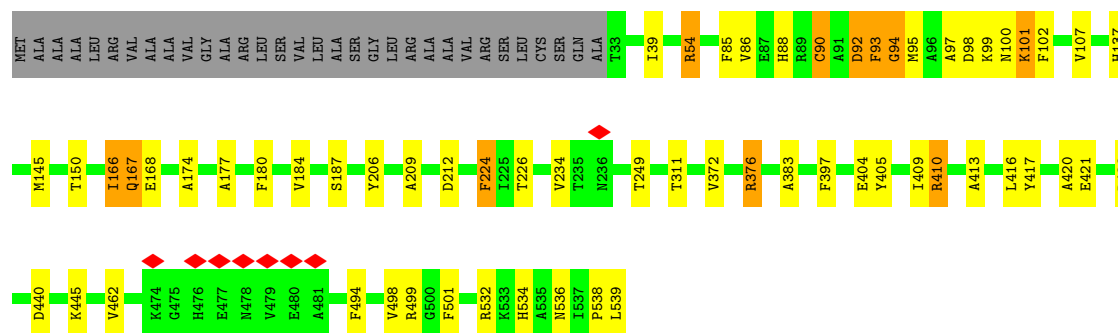 MET ALA ALA ALA LEU ARG VAL ALA ALA VAL GLY ALA ARG LEU SER VAL LEU ALA SER GLY LEU ARG ALA ALA VAL ARG SER LEU CYS SER GLN ALA T33 I39 R54 F85 V86 E87 H88 R89 C90 A91 D92 F93 G94 M95 A96 A97 D98 K99 N100 K101 F102 V107 H137
M145 T150 I166 Q167 E168 A174 A177 F180 V184 S187 Y206 A209 D212 F224 I225 T226 V234 T235 N236 T249 T311 V372 R376 A383 F397 E404 Y405 I409 R410 A413 L416 Y417 A420 E421
D440 K445 V462 K474 G475 H476 E477 N478 V479 E480 A481 F494 V498 R499 G500 F501 R532 K533 H534 A535 N536 I537 P538 L539